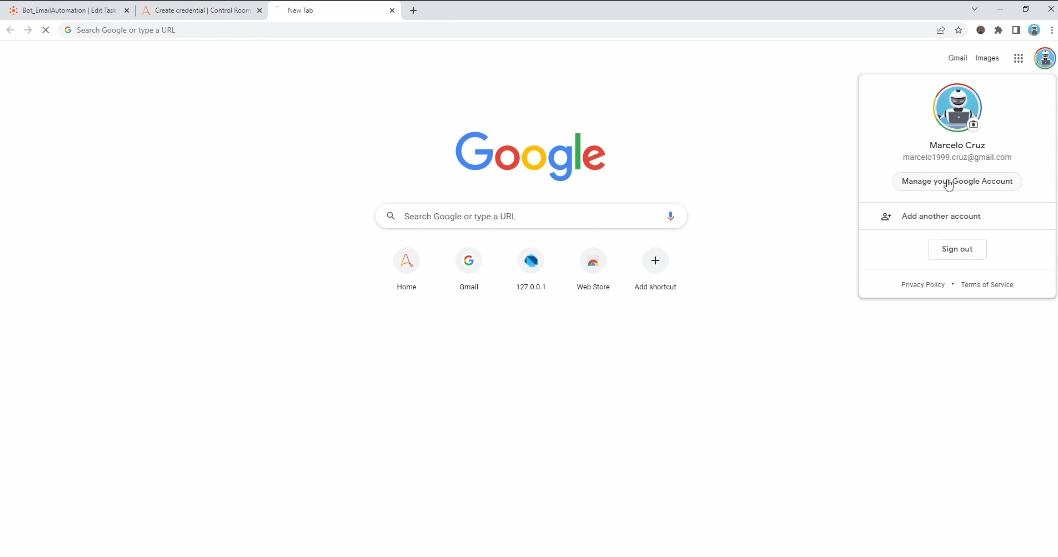 Bot_EmailAutomation | Edit Task
Create credential | Control Room
New Tab
Search Google or type a URL
Gmail
Images
Google
Search Google or type a URL
Home
Gmail
127.0.0.1
Web Store
Add shortcut
Marcelo Cruz
marcelo1999.cruz@gmail.com
Manage your Google Account
Add another account
Sign out
Privacy Policy • Terms of Service